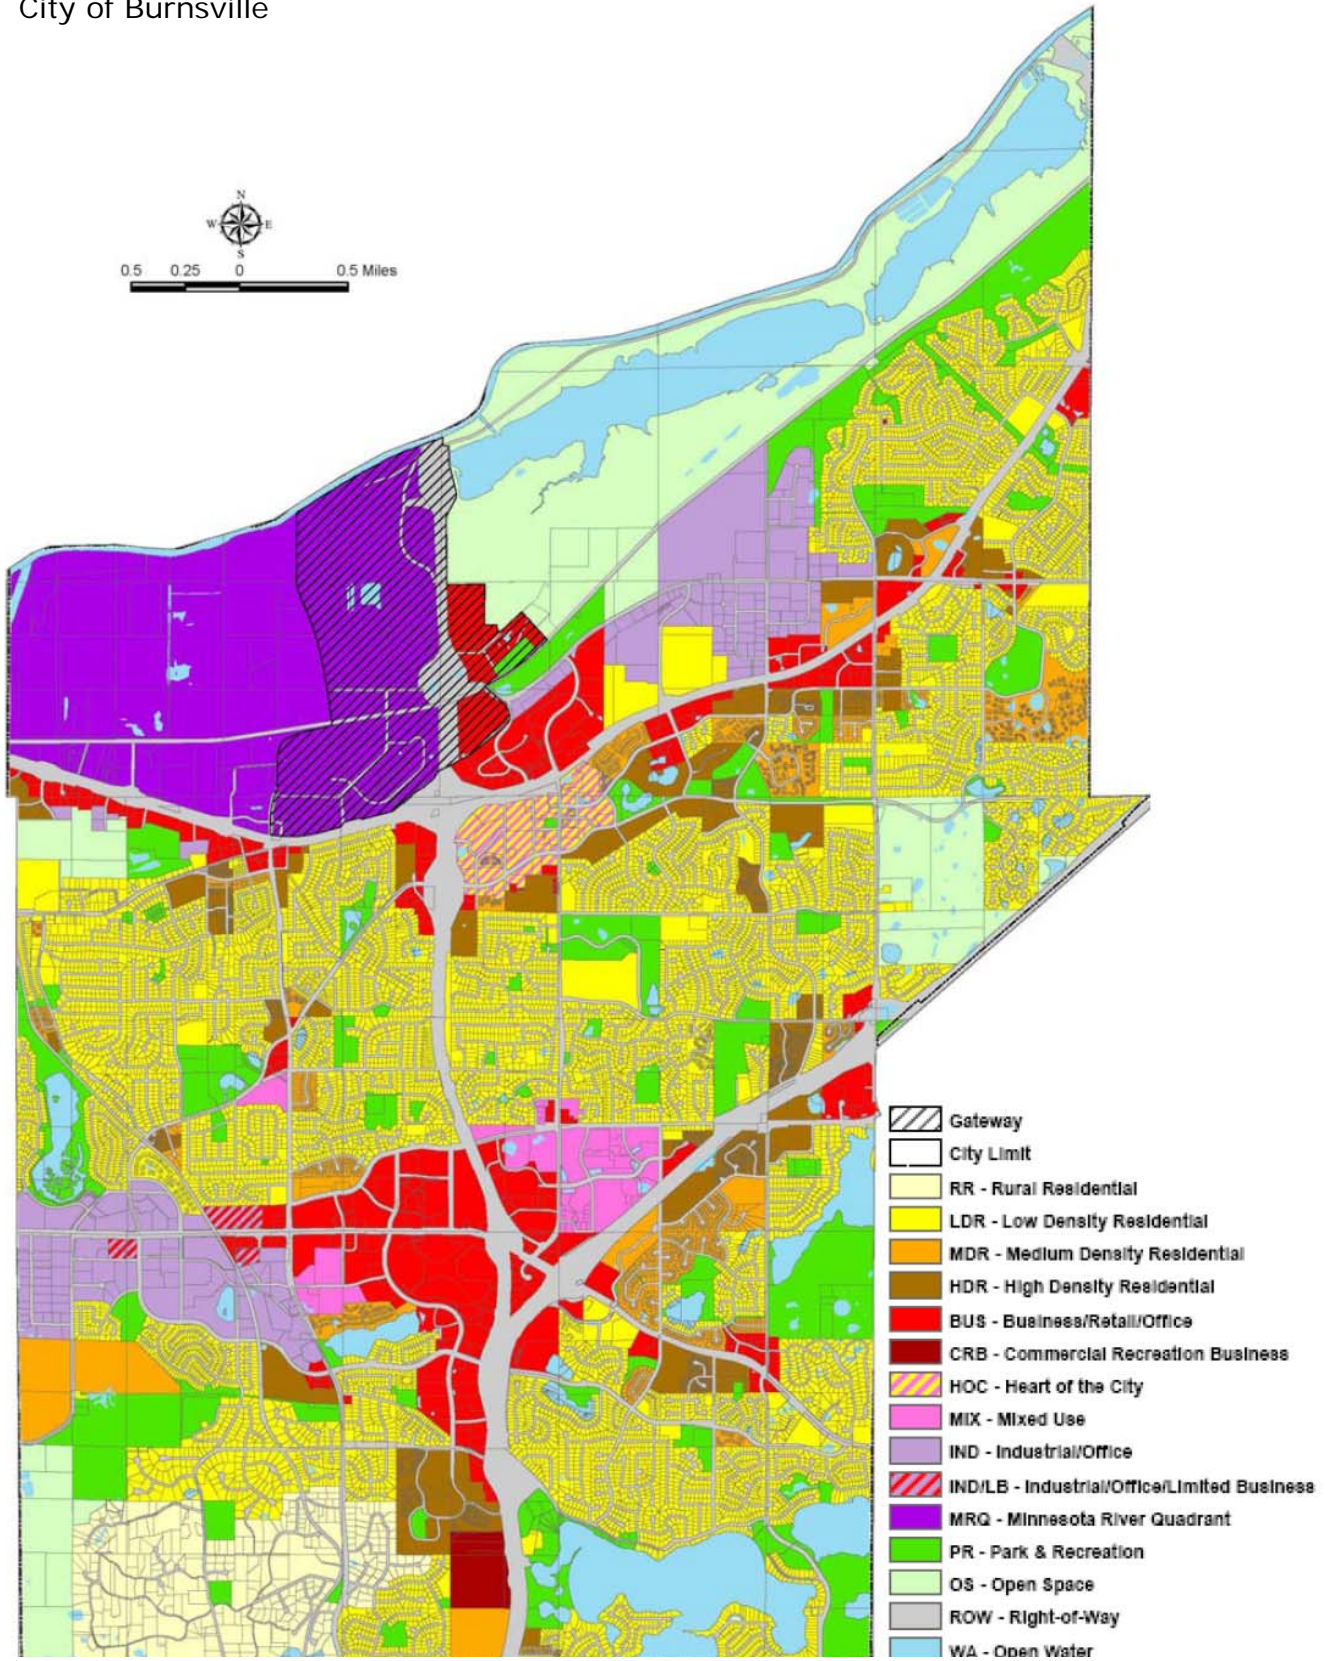 City of Burnsville
N
W E
S
0.5 0.25 0 0.5 Miles
Gateway
City Limit
RR - Rural Residential
LDR - Low Density Residential
MDR - Medium Density Residential
HDR - High Density Residential
BUS - Business/Retail/Office
CRB - Commercial Recreation Business
HOC - Heart of the City
MIX - Mixed Use
IND - Industrial/Office
IND/LB - Industrial/Office/Limited Business
MRQ - Minnesota River Quadrant
PR - Park & Recreation
OS - Open Space
ROW - Right-of-Way
WA - Open Water